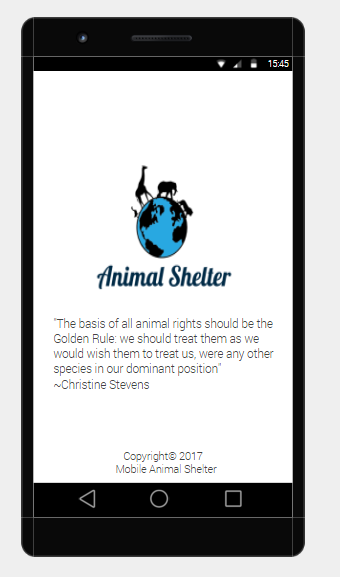 15:45
Animal Shelter
"The basis of all animal rights should be the
Golden Rule: we should treat them as we
would wish them to treat us, were any other
species in our dominant position"
~Christine Stevens
Copyright© 2017
Mobile Animal Shelter